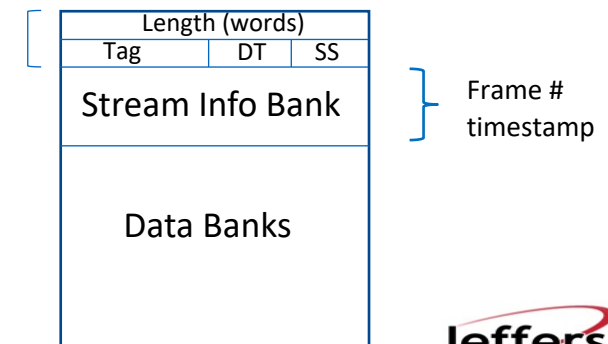 Length (words)
Tag DT SS
Stream Info Bank
Frame #
timestamp
Data Banks